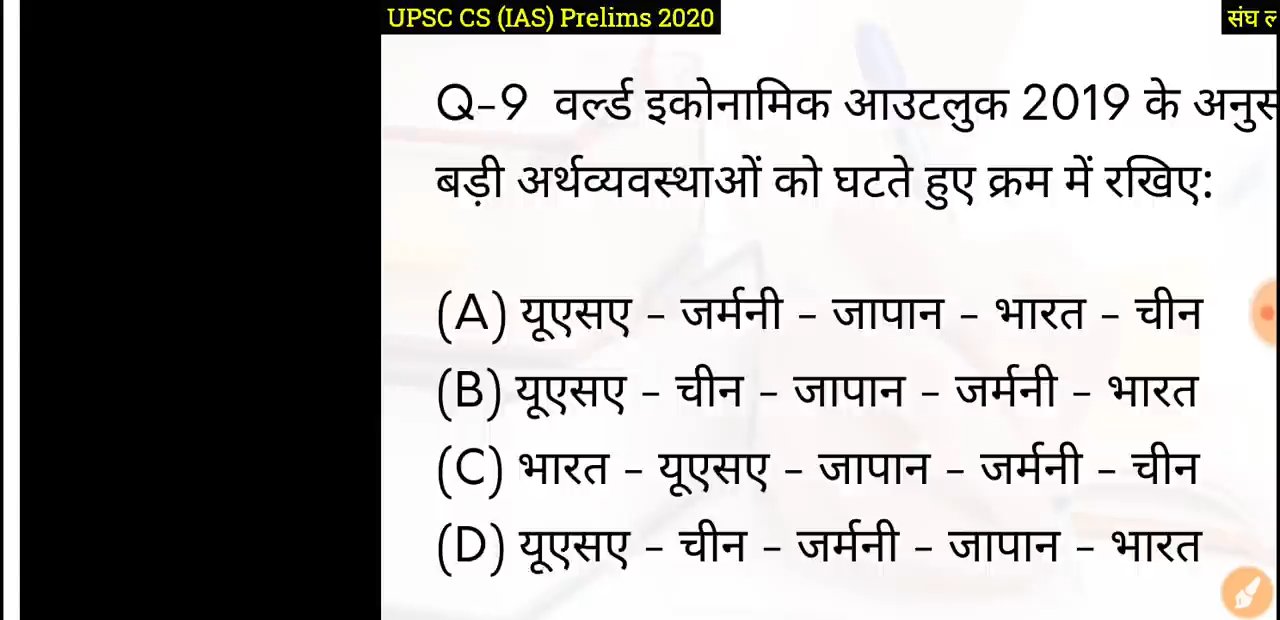 UPSC CS (IAS) Prelims 2020
संघ
Q-9 वर्ल्ड इकोनामिक आउटलुक 2019 के
बड़ी अर्थव्यवस्थाओं को घटते हुए क्रम में रखिए:
(A) यूएसए - जर्मनी - जापान - भारत - चीन
(B) यूएसए - चीन - जापान - जर्मनी - भारत
(C) भारत - यूएसए - जापान - जर्मनी - चीन
(D) यूएसए - चीन - जर्मनी - जापान - भारत